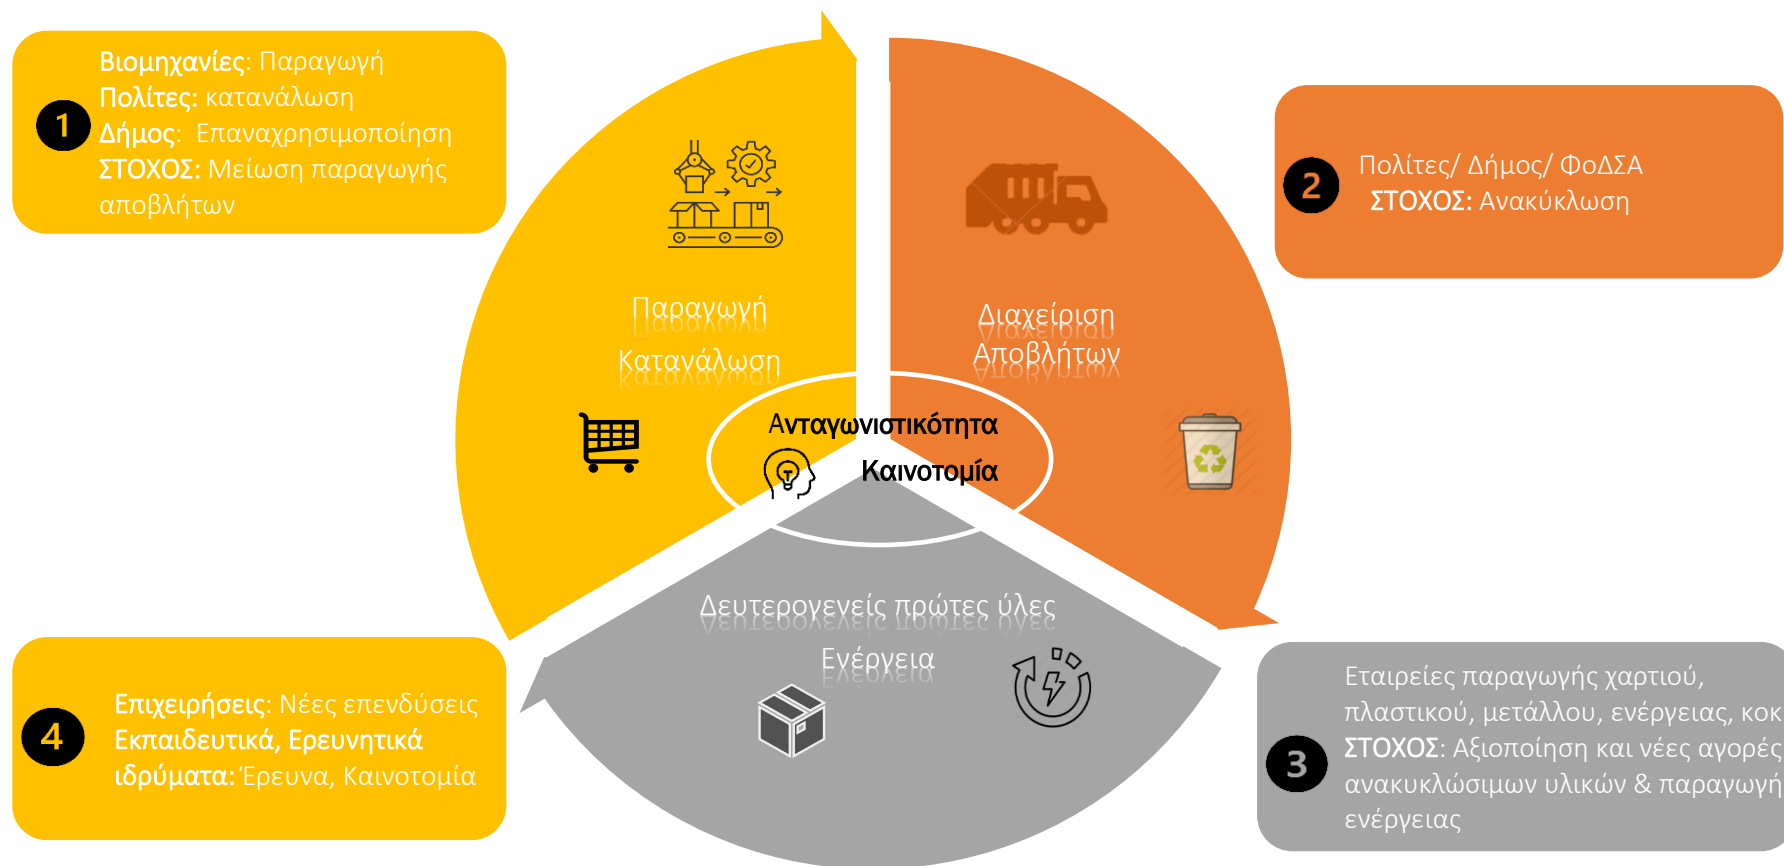 1
Βιομηχανίες: Παραγωγή
Πολίτες: κατανάλωση
Δήμος: Επαναχρησιμοποίηση
ΣΤΟΧΟΣ: Μείωση παραγωγής
αποβλήτων
2
Πολίτες/ Δήμος/ ΦοΔΣΑ
ΣΤΟΧΟΣ: Ανακύκλωση
Παραγωγή
Κατανάλωση
Διαχείριση
Αποβλήτων
Ανταγωνιστικότητα
Καινοτομία
Δευτερογενείς πρώτες ύλες
Ενέργεια
4
Επιχειρήσεις: Νέες επενδύσεις
Εκπαιδευτικά, Ερευνητικά
ιδρύματα: Έρευνα, Καινοτομία
3
Εταιρείες παραγωγής χαρτιού,
πλαστικού, μετάλλου, ενέργειας, κοκ
ΣΤΟΧΟΣ: Αξιοποίηση και νέες αγορές
ανακυκλώσιμων υλικών & παραγωγή
ενέργειας